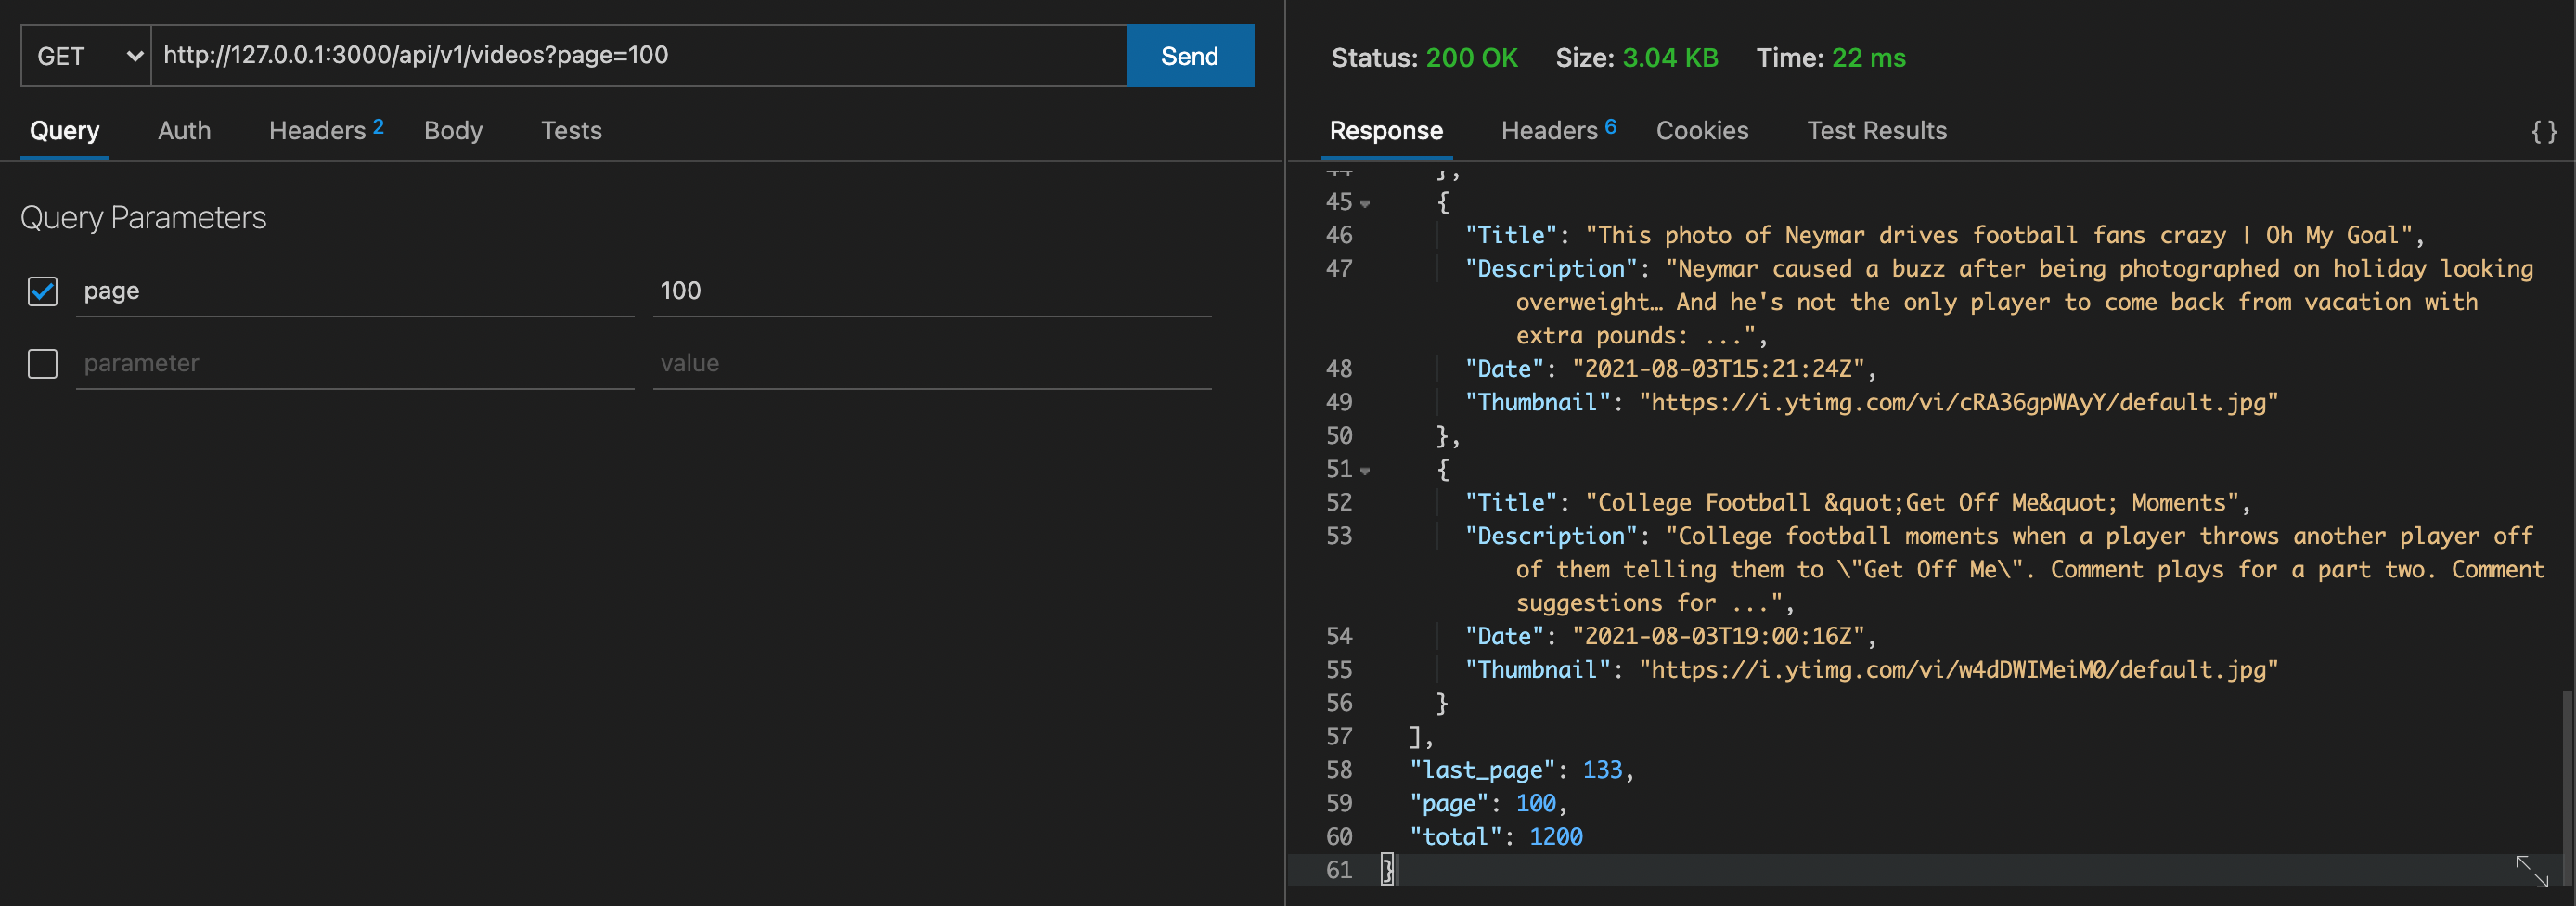 GET http://127.0.0.1:3000/api/v1/videos?page=100 Send
Query Auth Headers 2 Body Tests
Query Parameters
page 100
parameter value
Status: 200 OK Size: 3.04 KB Time: 22 ms
Response Headers 6 Cookies Test Results {}
44 },
45 {
46 "Title": "This photo of Neymar drives football fans crazy | Oh My Goal",
47 "Description": "Neymar caused a buzz after being photographed on holiday looking
overweight… And he's not the only player to come back from vacation with
extra pounds: ...",
48 "Date": "2021-08-03T15:21:24Z",
49 "Thumbnail": "https://i.ytimg.com/vi/cRA36gpWAyY/default.jpg"
50 },
51 {
52 "Title": "College Football &quot;Get Off Me&quot; Moments",
53 "Description": "College football moments when a player throws another player off
of them telling them to \"Get Off Me\". Comment plays for a part two. Comment
suggestions for ...",
54 "Date": "2021-08-03T19:00:16Z",
55 "Thumbnail": "https://i.ytimg.com/vi/w4dDWIMeiM0/default.jpg"
56 }
57 ],
58 "last_page": 133,
59 "page": 100,
60 "total": 1200
61 }